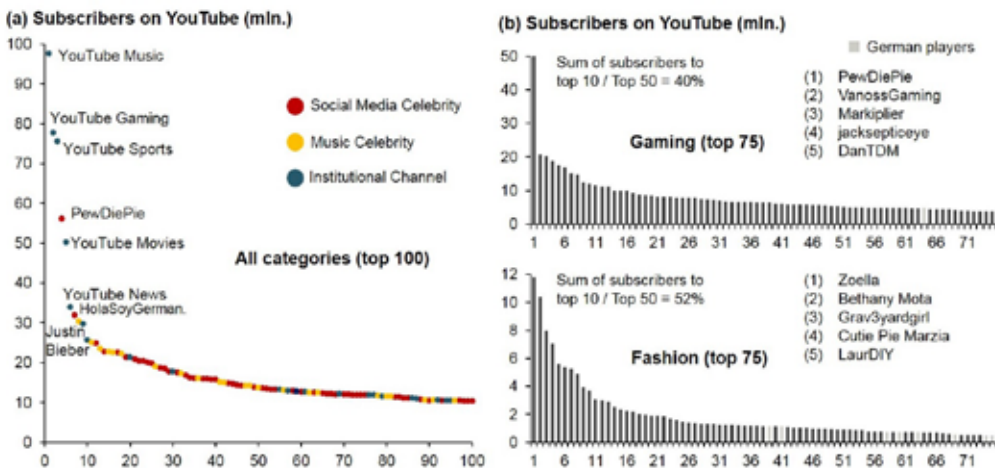 (a) Subscribers on YouTube (mln.)
100
90
80
70
60
50
40
30
20
10
0
YouTube Music
YouTube Gaming
YouTube Sports
PewDiePie
YouTube Movies
YouTube News
HolaSoyGerman.
Justin
Bieber
Social Media Celebrity
Music Celebrity
Institutional Channel
All categories (top 100)
0 10 20 30 40 50 60 70 80 90 100
(b) Subscribers on YouTube (mln.)
German players
50
40
30
20
10
0
Sum of subscribers to
top 10 / Top 50 = 40%
Gaming (top 75)
(1) PewDiePie
(2) VanossGaming
(3) Markiplier
(4) jacksepticeye
(5) DanTDM
1 6 11 16 21 26 31 36 41 46 51 56 61 66 71
12
10
8
6
4
2
0
Sum of subscribers to
top 10 / Top 50 = 52%
Fashion (top 75)
(1) Zoella
(2) Bethany Mota
(3) Grav3yardgirl
(4) Cutie Pie Marzia
(5) LaurDIY
1 6 11 16 21 26 31 36 41 46 51 56 61 66 71